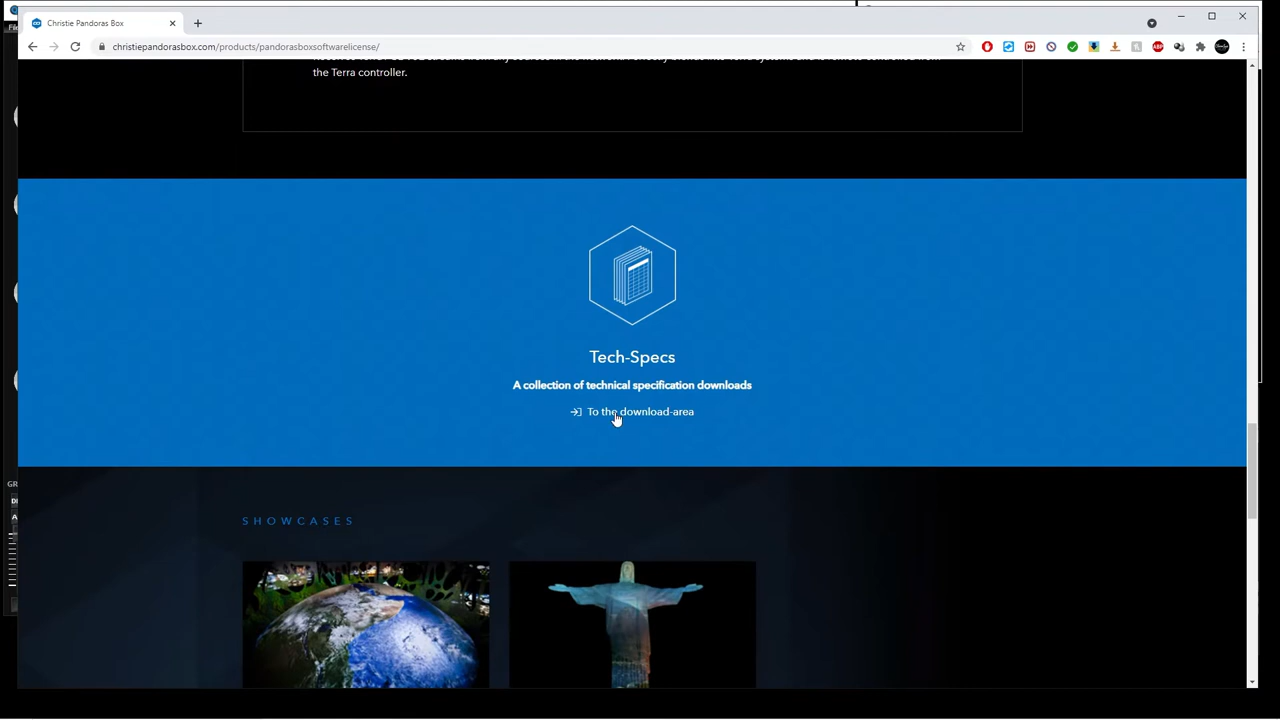 Christie Pandoras Box
christiepandorasbox.com/products/pandorasboxsoftwarelicense/
the Terra controller.
Tech-Specs
A collection of technical specification downloads
To the download-area
SHOWCASES
GR